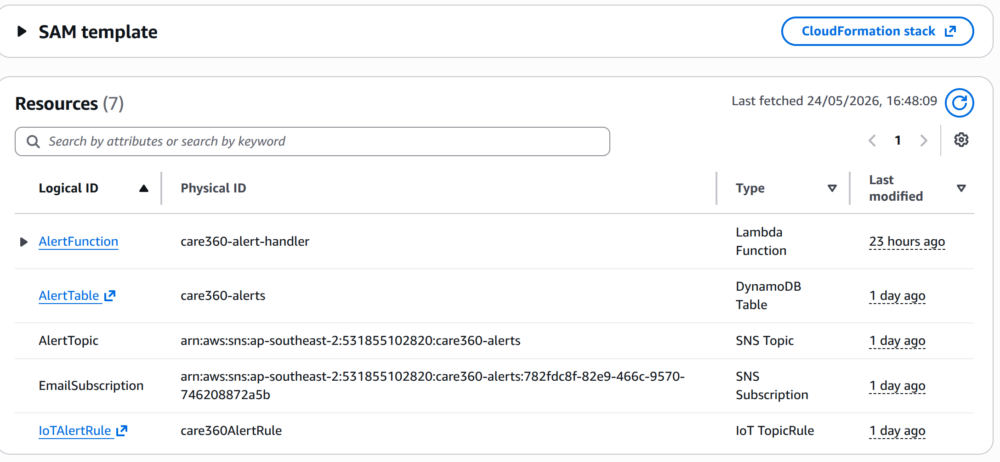 SAM template
CloudFormation stack
Resources (7)
Last fetched 24/05/2026, 16:48:09
Search by attributes or search by keyword
1
Logical ID
Physical ID
Type
Last
modified
AlertFunction
care360-alert-handler
Lambda
Function
23 hours ago
AlertTable
care360-alerts
DynamoDB
Table
1 day ago
AlertTopic
arn:aws:sns:ap-southeast-2:531855102820:care360-alerts
SNS Topic
1 day ago
EmailSubscription
arn:aws:sns:ap-southeast-2:531855102820:care360-alerts:782fdc8f-82e9-466c-9570-
746208872a5b
SNS
Subscription
1 day ago
IoTAlertRule
care360AlertRule
IoT TopicRule
1 day ago